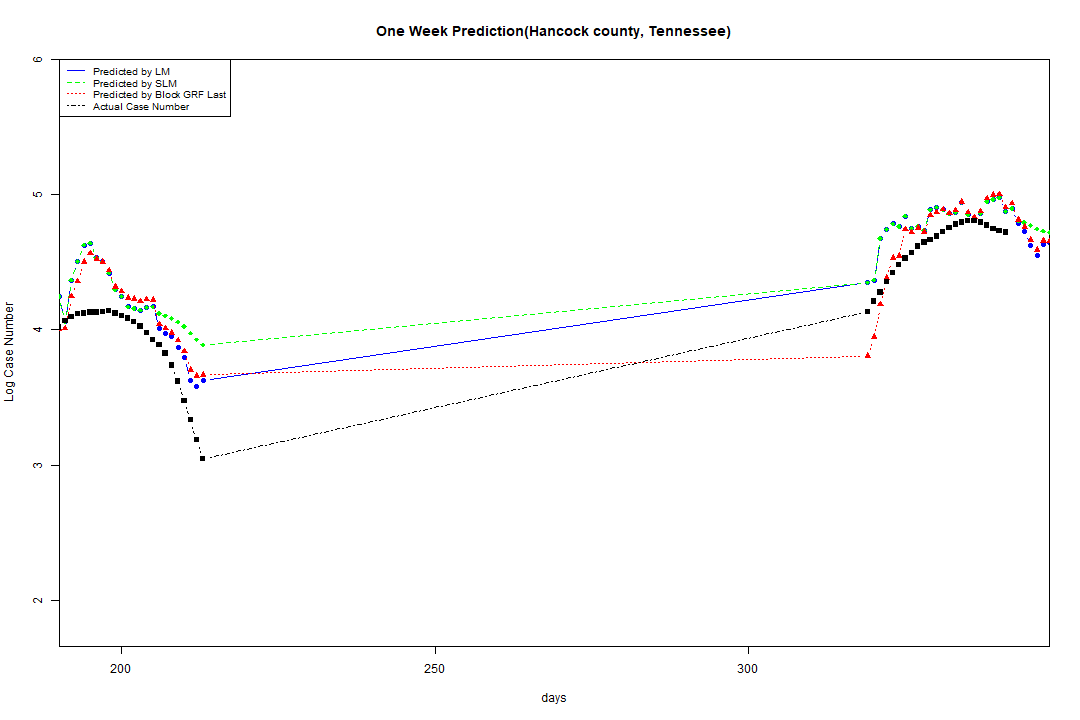 One Week Prediction(Hancock county, Tennessee)
Predicted by LM
Predicted by SLM
Predicted by Block GRF Last
Actual Case Number
6
5
4
3
2
Log Case Number
200 250 300
days